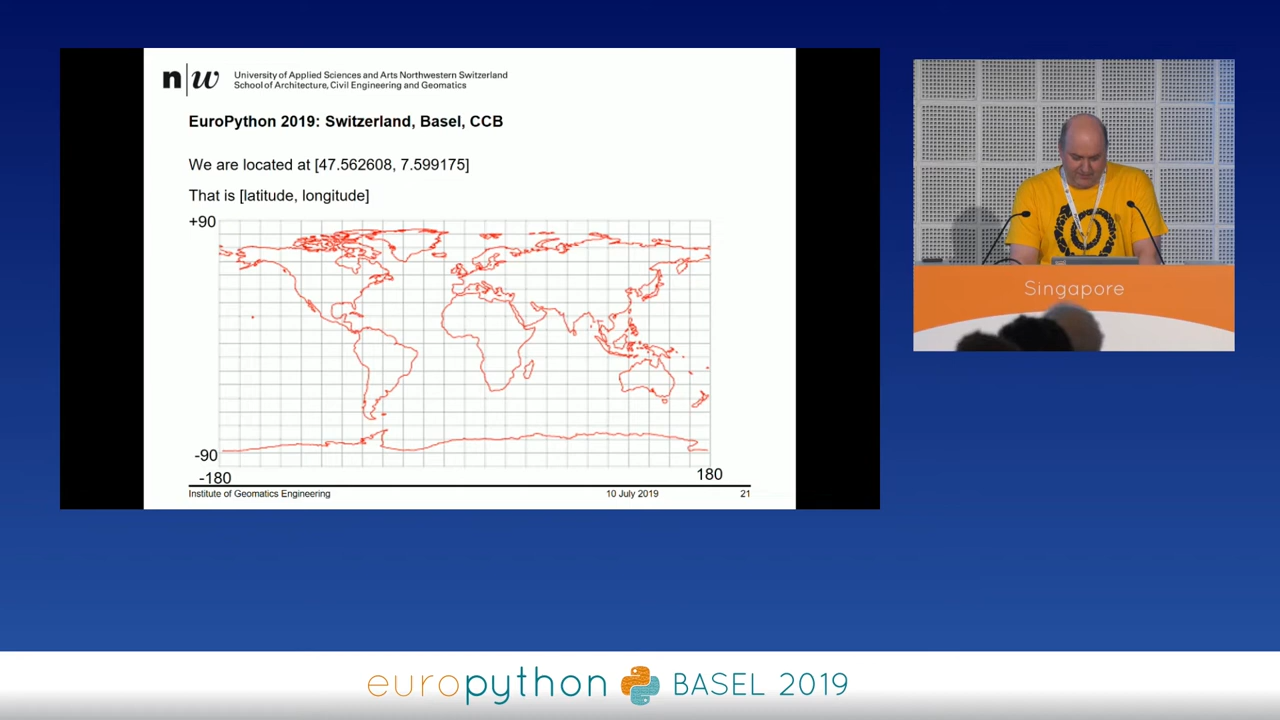 n|w
University of Applied Sciences and Arts Northwestern Switzerland
School of Architecture, Civil Engineering and Geomatics
EuroPython 2019: Switzerland, Basel, CCB
We are located at [47.562608, 7.599175]
That is [latitude, longitude]
+90
-90
-180
180
Institute of Geomatics Engineering
10 July 2019
21
Singapore
europython BASEL 2019